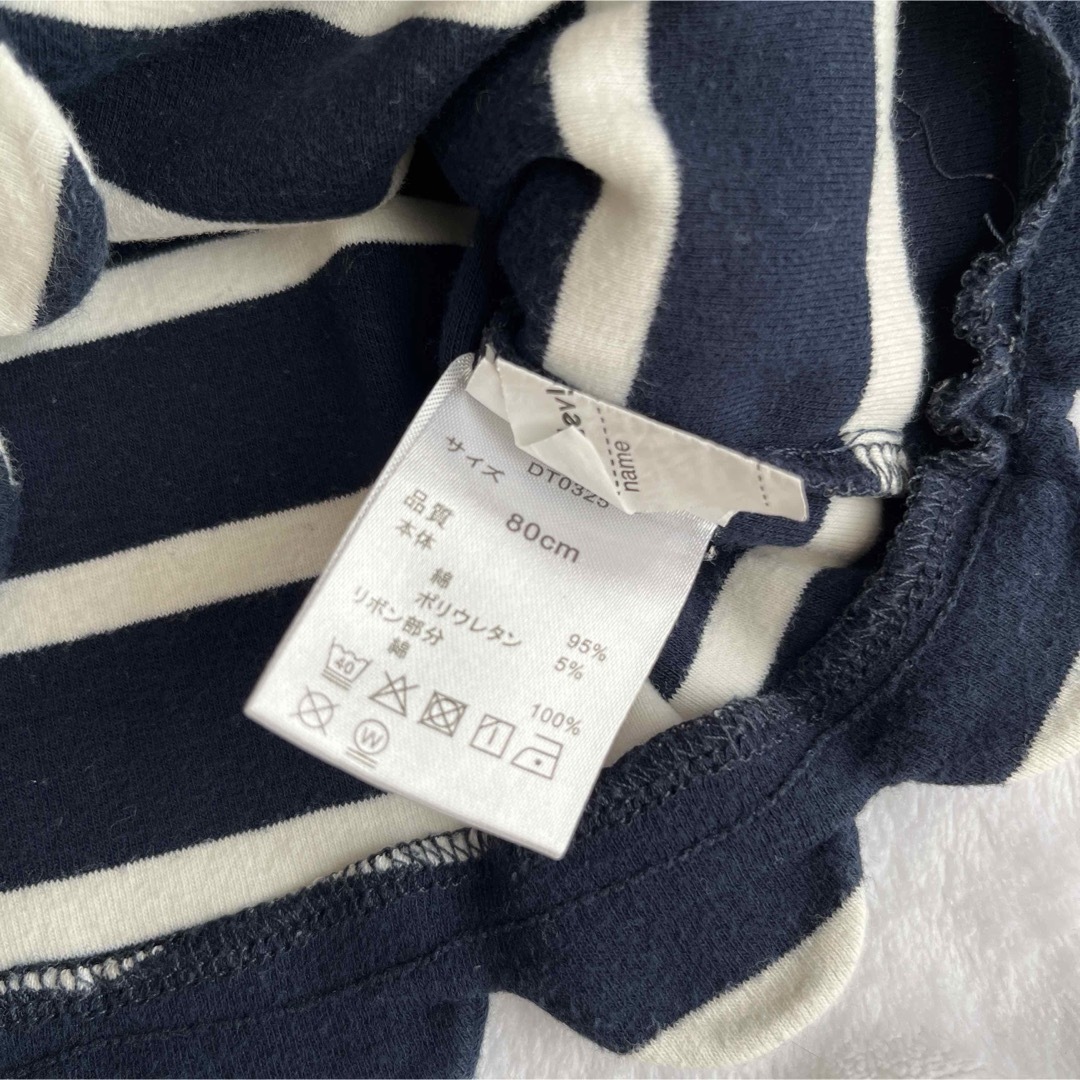 name
DT0325
サイズ 80cm
品質
本体
綿 95%
ポリウレタン 5%
リボン部分
綿 100%
40
W